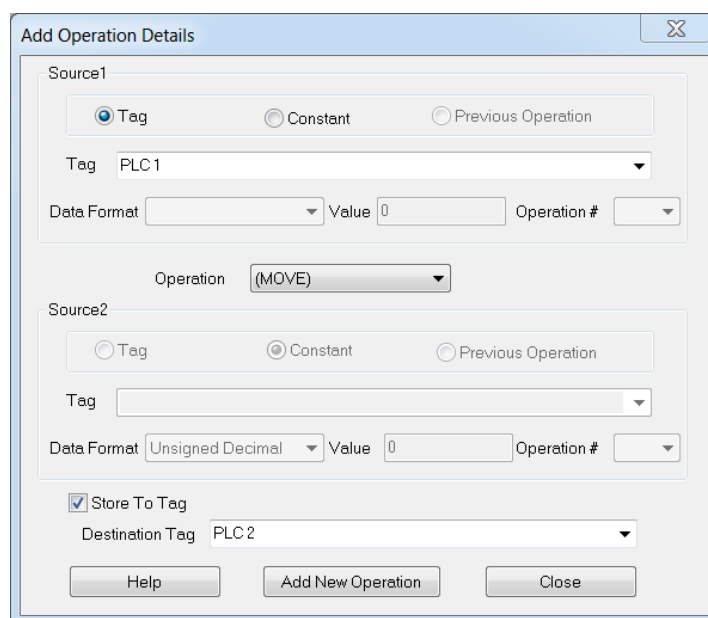 Add Operation Details
Source1
Tag Constant Previous Operation
Tag PLC 1
Data Format Value 0 Operation #
Operation (MOVE)
Source2
Tag Constant Previous Operation
Tag
Data Format Unsigned Decimal Value 0 Operation #
Store To Tag
Destination Tag PLC 2
Help Add New Operation Close